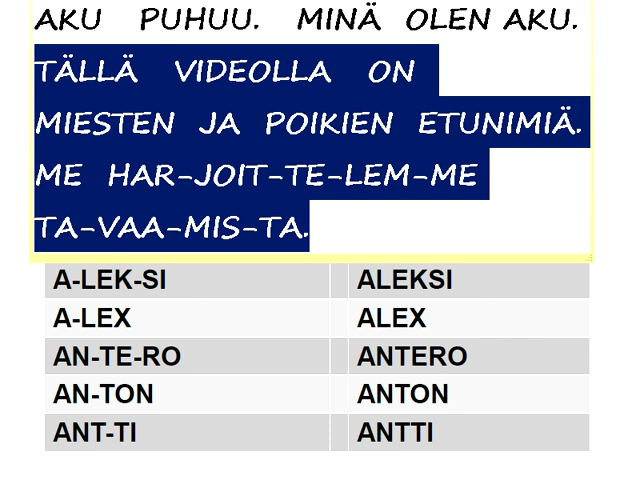 AKU PUHUU. MINÄ OLEN AKU.
TÄLLÄ VIDEOLLA ON
MIESTEN JA POIKIEN ETUNIMIÄ.
ME HAR-JOIT-TE-LEM-ME
TA-VAA-MIS-TA.
A-LEK-SI ALEKSI
A-LEX ALEX
AN-TE-RO ANTERO
AN-TON ANTON
ANT-TI ANTTI